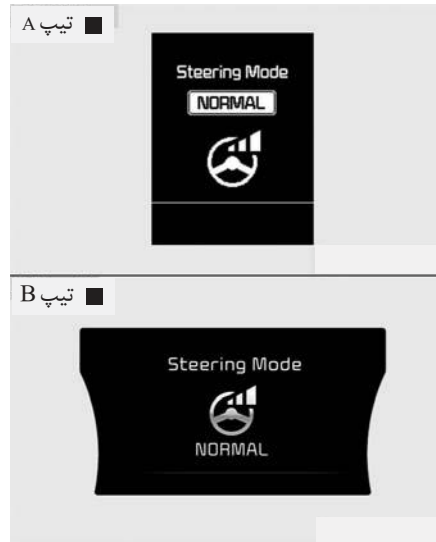 ■ تیپ A
Steering Mode
NORMAL
■ تیپ B
Steering Mode
NORMAL